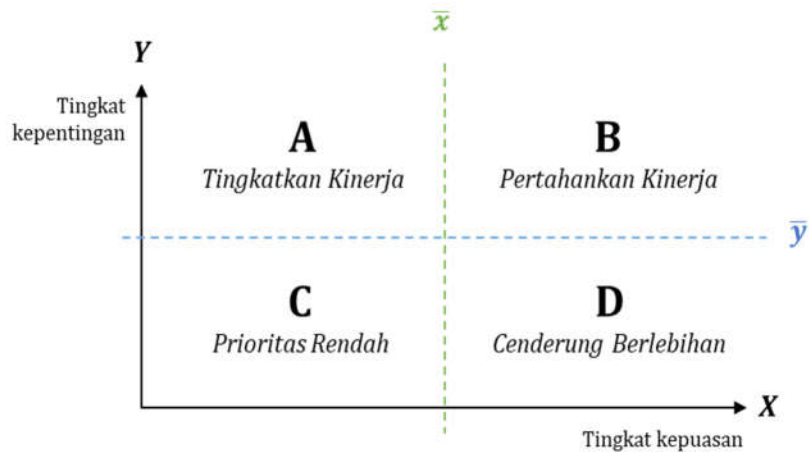 x̅
Y
Tingkat
kepentingan
A
Tingkatkan Kinerja
B
Pertahankan Kinerja
y̅
C
Prioritas Rendah
D
Cenderung Berlebihan
X
Tingkat kepuasan